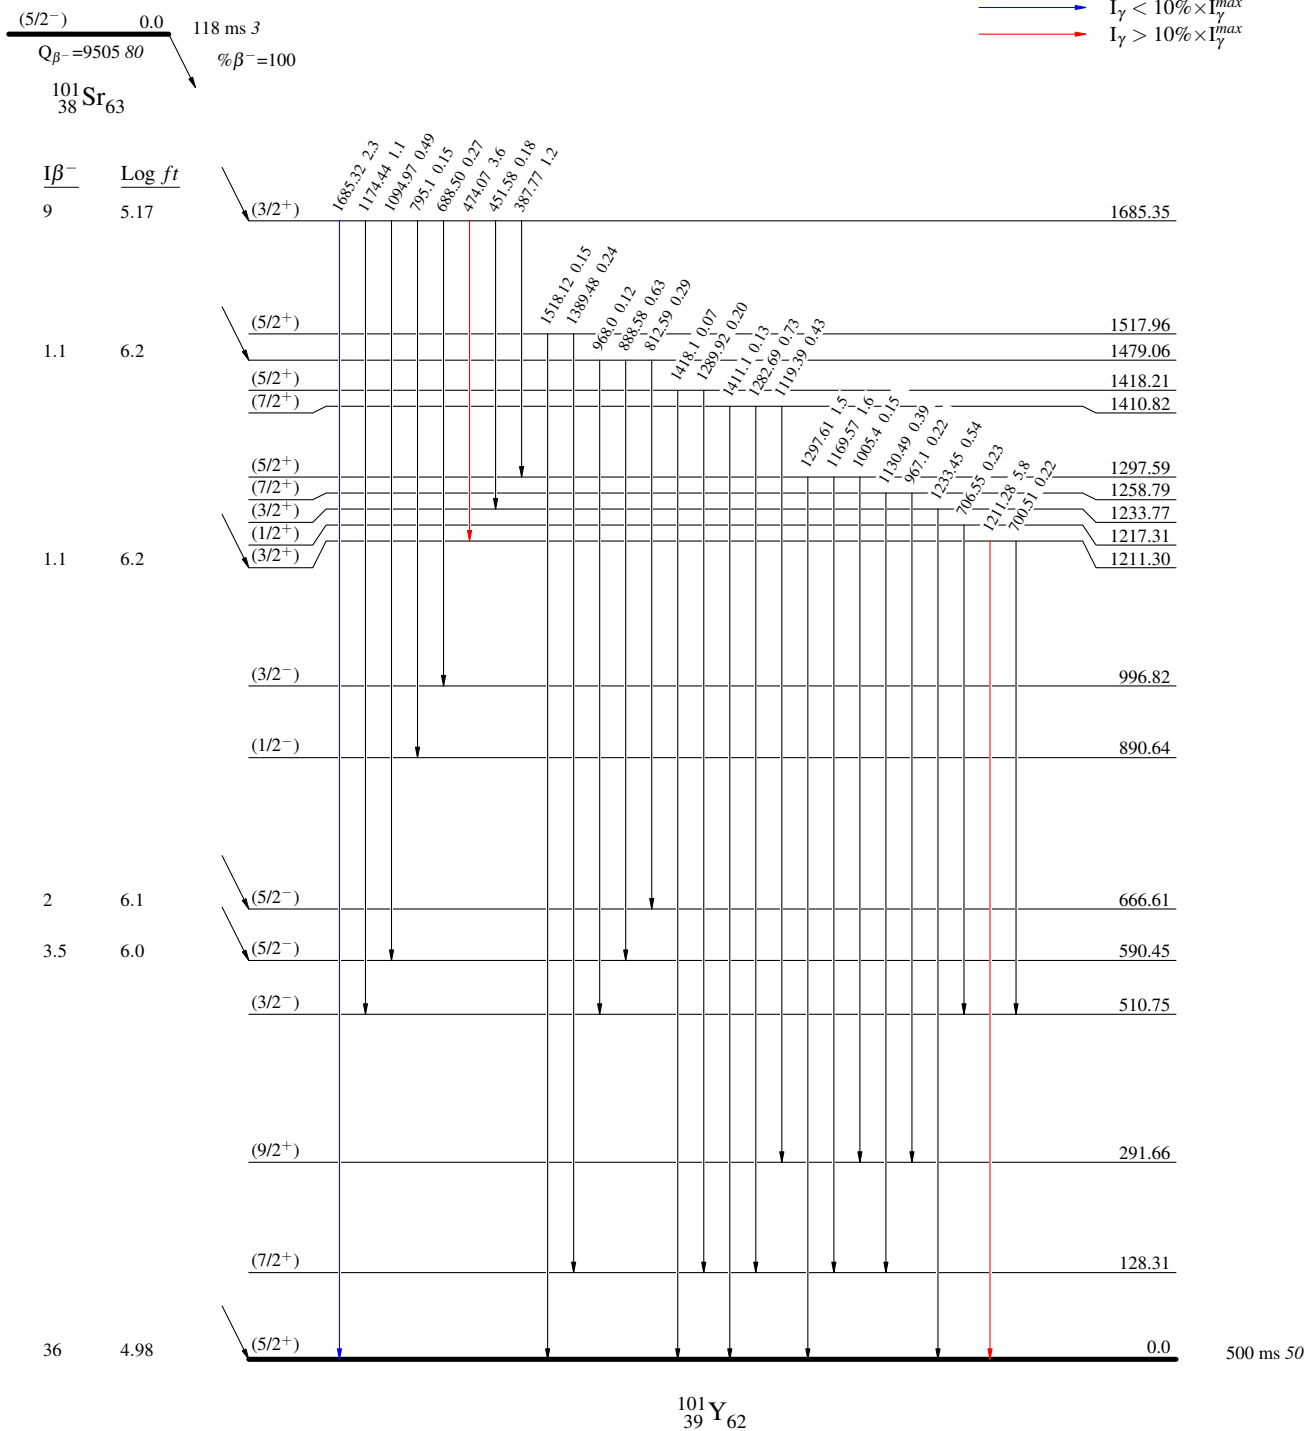 I_γ < 10%×I_γ^max
I_γ > 10%×I_γ^max
(5/2⁻) 0.0 118 ms 3
Q_β⁻=9505 80
%β⁻=100
¹⁰¹₃₈Sr₆₃
Iβ⁻ Log ft
1685.32 2.3
1174.44 1.1
1094.97 0.49
795.1 0.15
688.50 0.27
474.07 3.6
451.58 0.18
387.77 1.2
9 5.17 (3/2⁺) 1685.35
1518.12 0.15
1389.48 0.24
968.0 0.12
888.58 0.63
812.59 0.29
1418.1 0.07
1289.92 0.20
1411.1 0.13
1282.69 0.73
1119.39 0.43
(5/2⁺) 1517.96
1.1 6.2 1479.06
(5/2⁺) 1418.21
(7/2⁺) 1410.82
1297.61 1.5
1169.57 1.6
1005.4 0.15
1130.49 0.39
967.1 0.22
1233.45 0.54
706.55 0.23
1211.28 5.8
700.51 0.22
(5/2⁺) 1297.59
(7/2⁺) 1258.79
(3/2⁺) 1233.77
(1/2⁺) 1217.31
1.1 6.2 (3/2⁺) 1211.30
(3/2⁻) 996.82
(1/2⁻) 890.64
2 6.1 (5/2⁻) 666.61
3.5 6.0 (5/2⁻) 590.45
(3/2⁻) 510.75
(9/2⁺) 291.66
(7/2⁺) 128.31
36 4.98 (5/2⁺) 0.0 500 ms 50
¹⁰¹₃₉Y₆₂